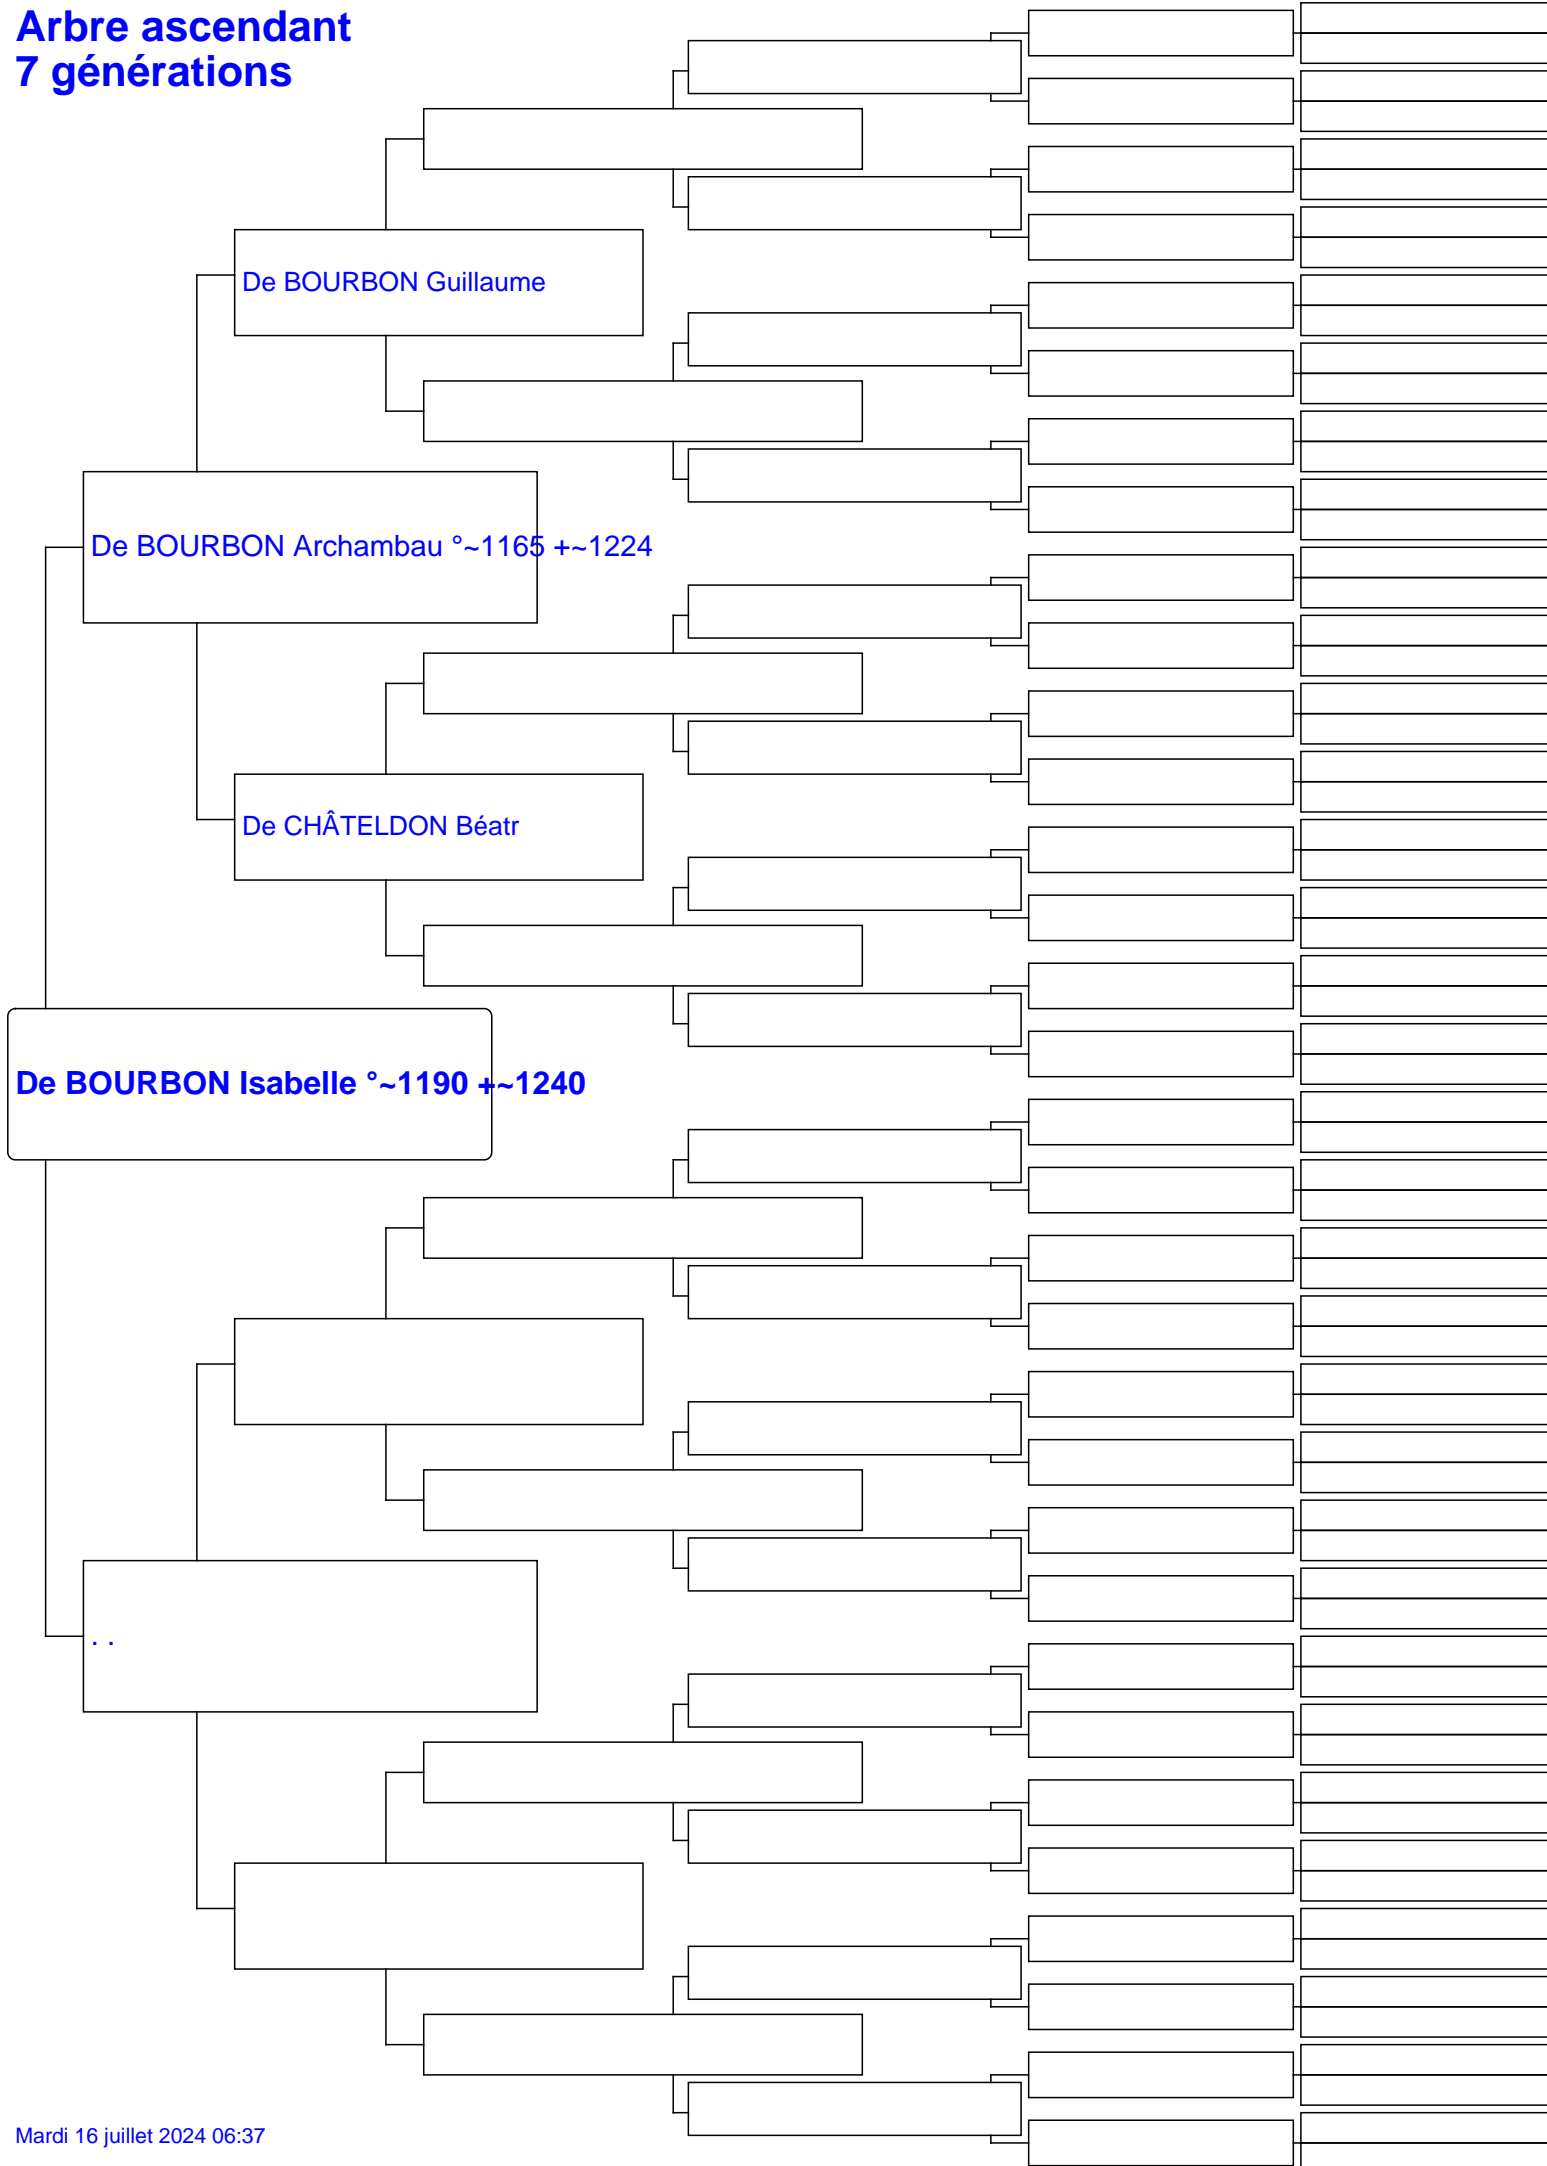 Arbre ascendant
7 générations
De BOURBON Guillaume
De BOURBON Archambau °~1165 +~1224
De CHÂTELDON Béatr
De BOURBON Isabelle °~1190 +~1240
. .
Mardi 16 juillet 2024 06:37